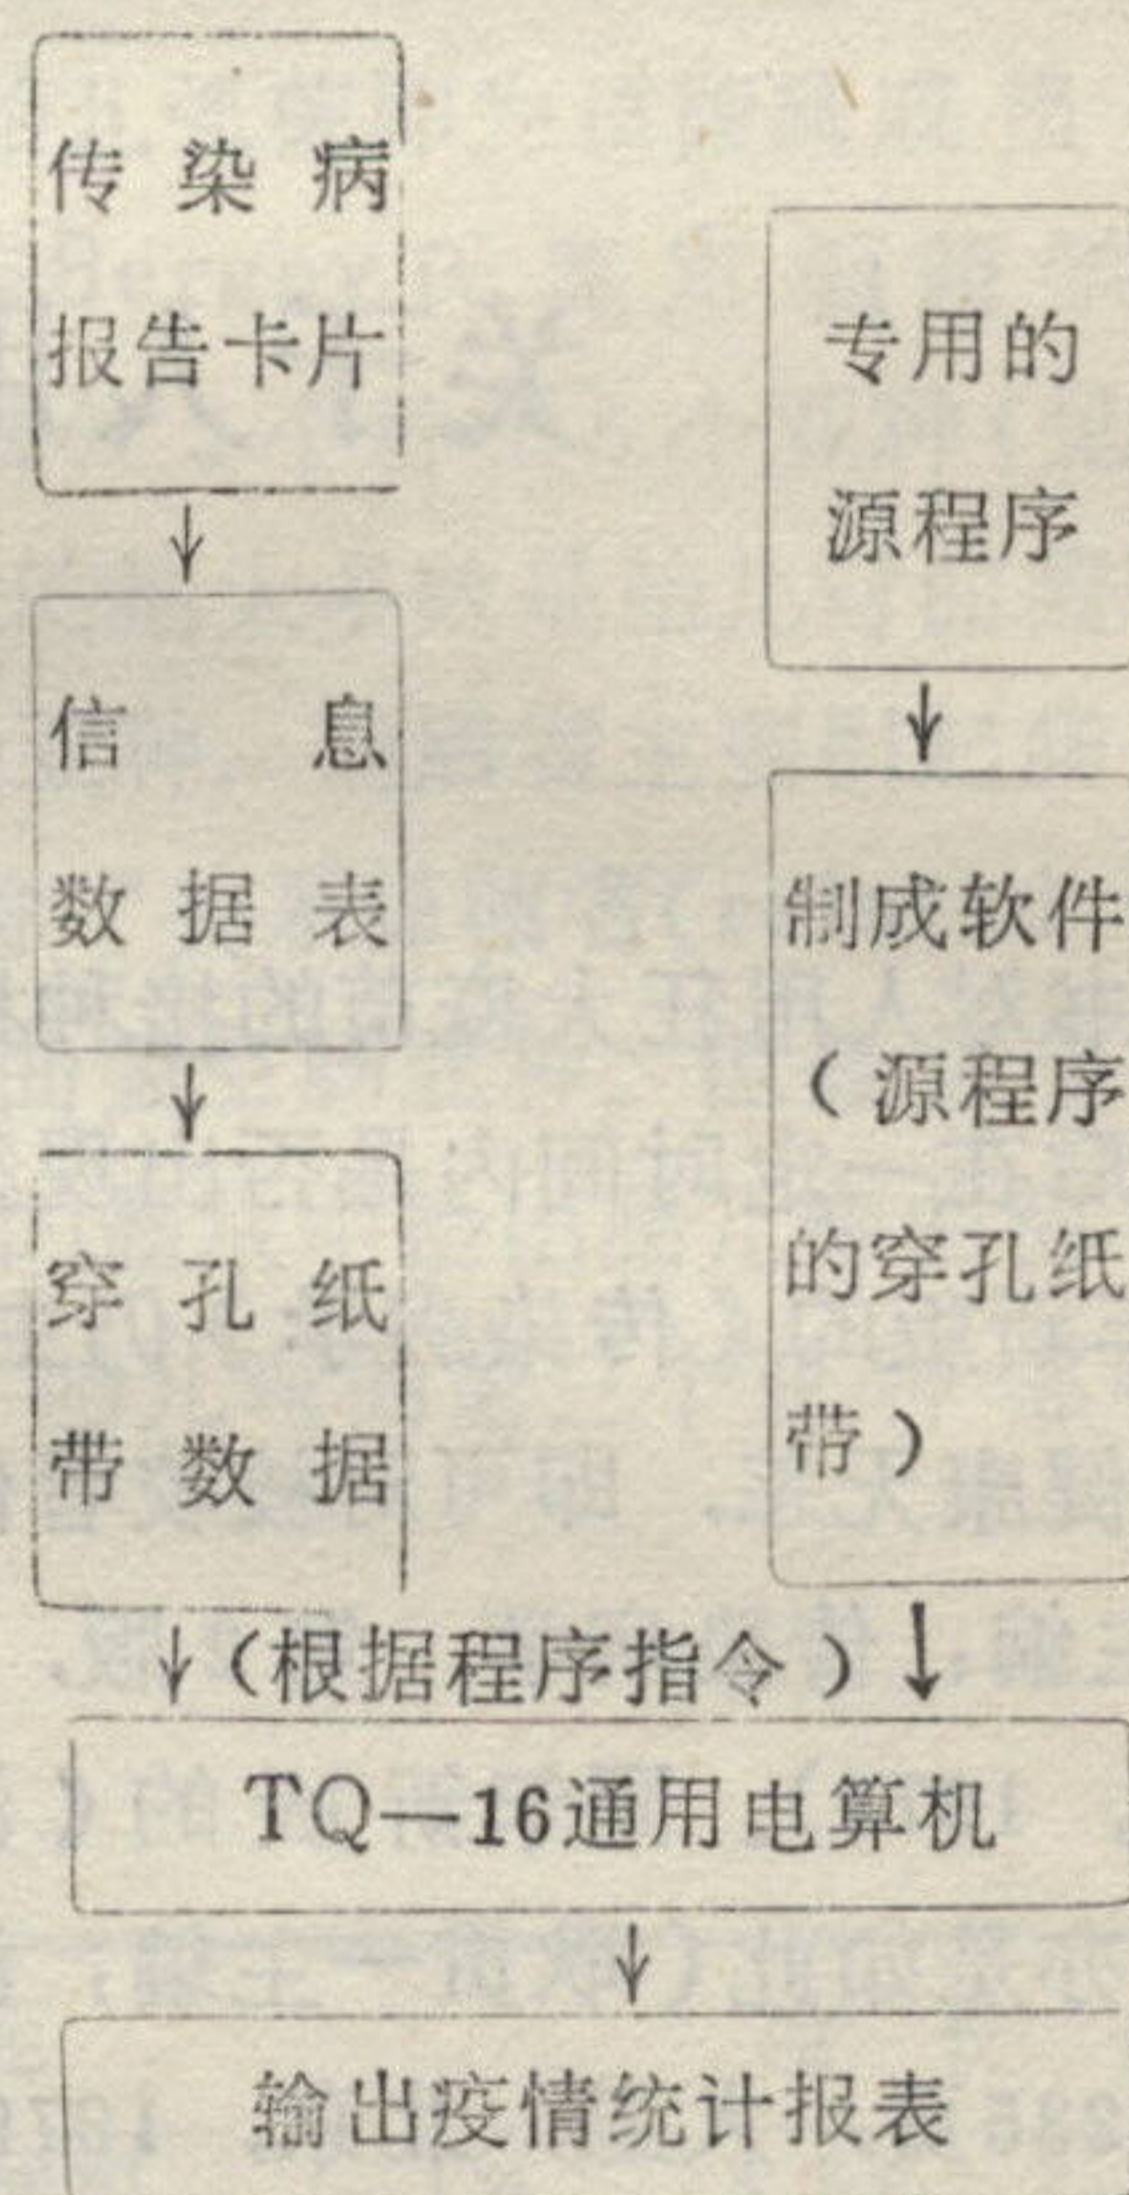 传染病
报告卡片
信息
数据表
穿孔纸
带数据
专用的
源程序
制成软件
（源程序
的穿孔纸
带）
（根据程序指令）
TQ—16通用电算机
输出疫情统计报表